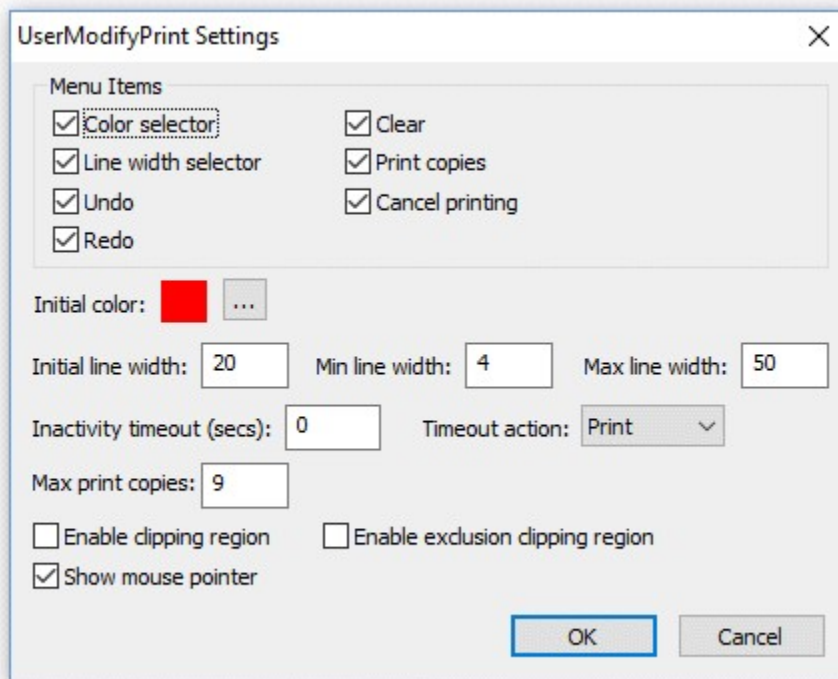 UserModifyPrint Settings
Menu Items
Color selector Clear
Line width selector Print copies
Undo Cancel printing
Redo
Initial color: ...
Initial line width: 20 Min line width: 4 Max line width: 50
Inactivity timeout (secs): 0 Timeout action: Print
Max print copies: 9
Enable clipping region Enable exclusion clipping region
Show mouse pointer
OK Cancel